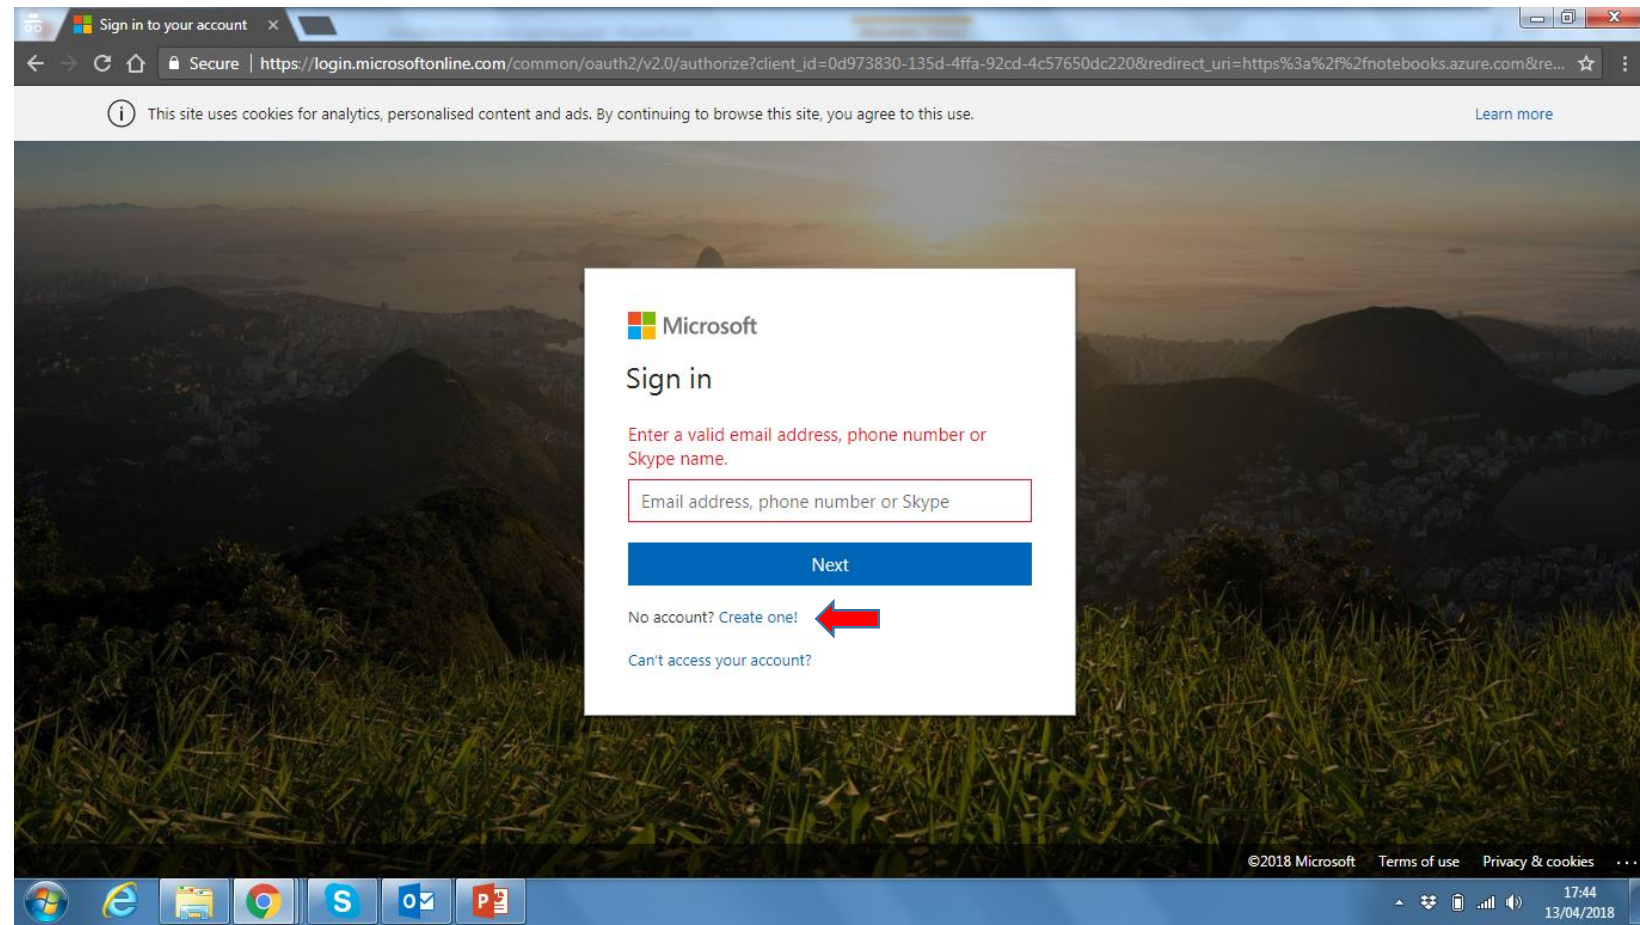 Sign in to your account
Secure | https://login.microsoftonline.com/common/oauth2/v2.0/authorize?client_id=0d973830-135d-4ffa-92cd-4c57650dc220&redirect_uri=https%3a%2f%2fnotebooks.azure.com&re...
This site uses cookies for analytics, personalised content and ads. By continuing to browse this site, you agree to this use.
Learn more
Microsoft
Sign in
Enter a valid email address, phone number or
Skype name.
Email address, phone number or Skype
Next
No account? Create one!
Can't access your account?
©2018 Microsoft Terms of use Privacy & cookies ...
17:44
13/04/2018